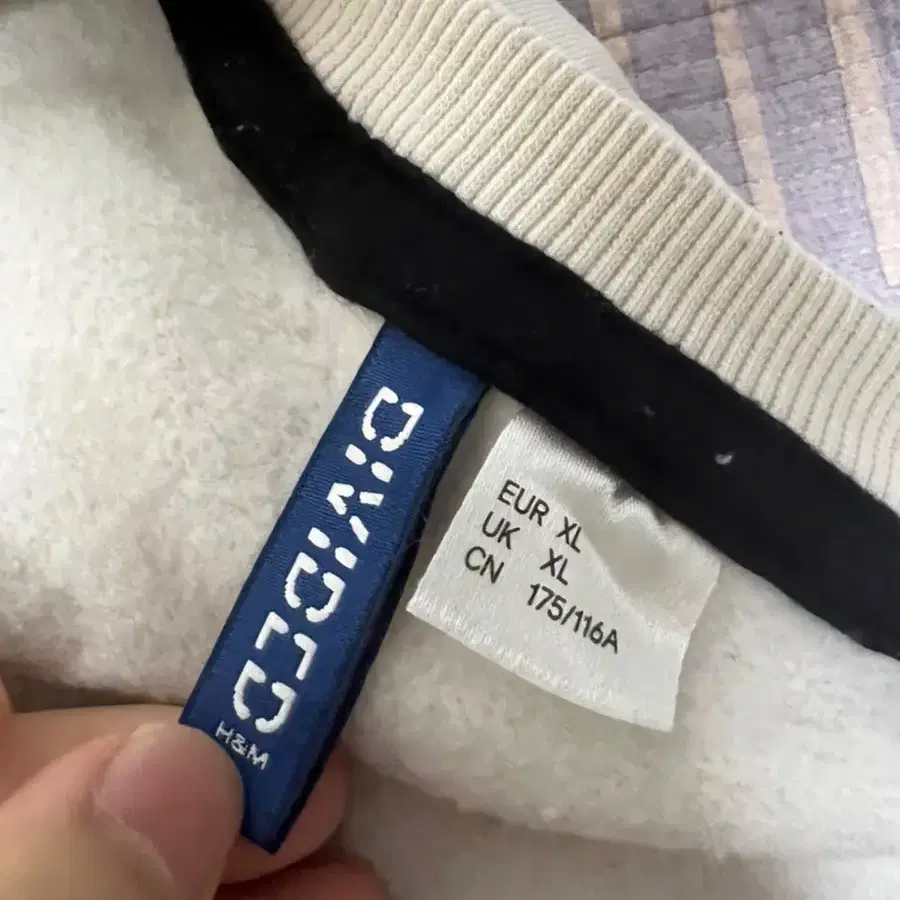 DIVIDED
H&M
EUR XL
UK XL
CN 175/116A